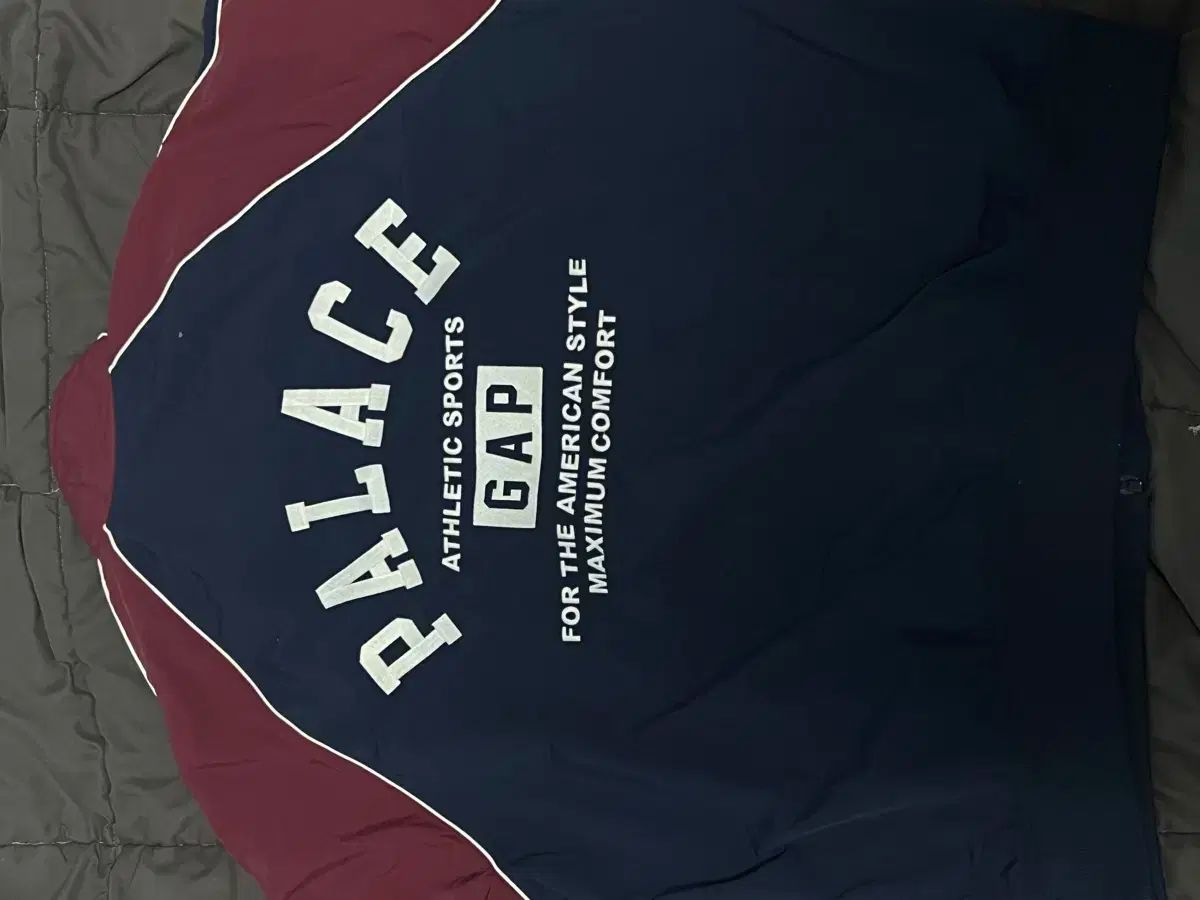 PALACE
ATHLETIC SPORTS
GAP
FOR THE AMERICAN STYLE
MAXIMUM COMFORT